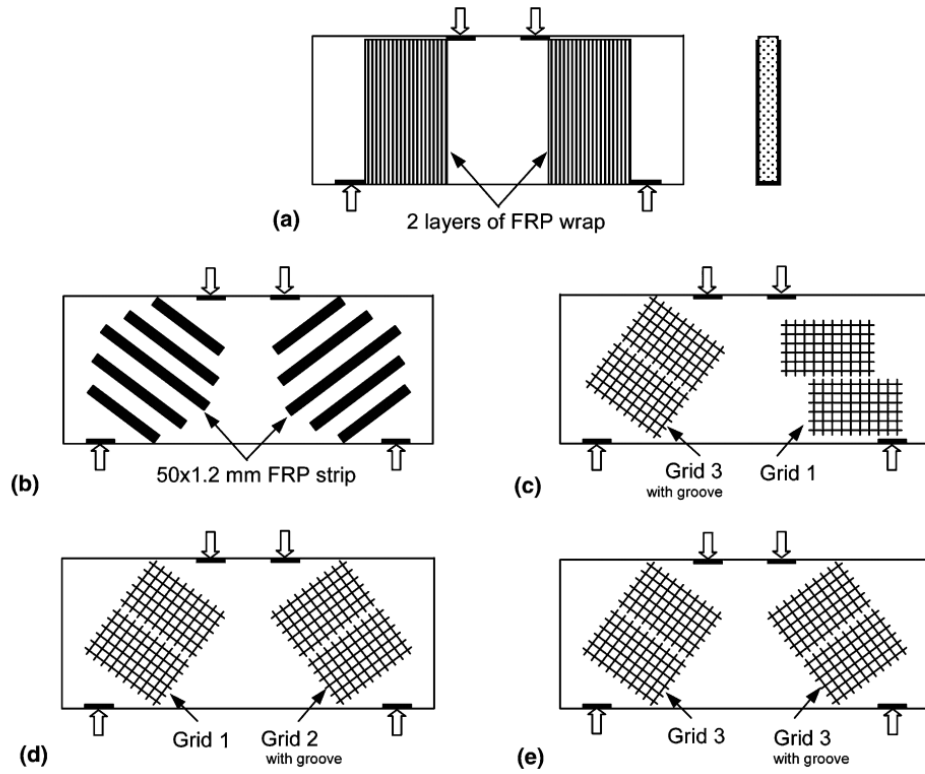 (a)
2 layers of FRP wrap
(b)
50x1.2 mm FRP strip
(c)
Grid 3
with groove
Grid 1
(d)
Grid 1
Grid 2
with groove
(e)
Grid 3
Grid 3
with groove